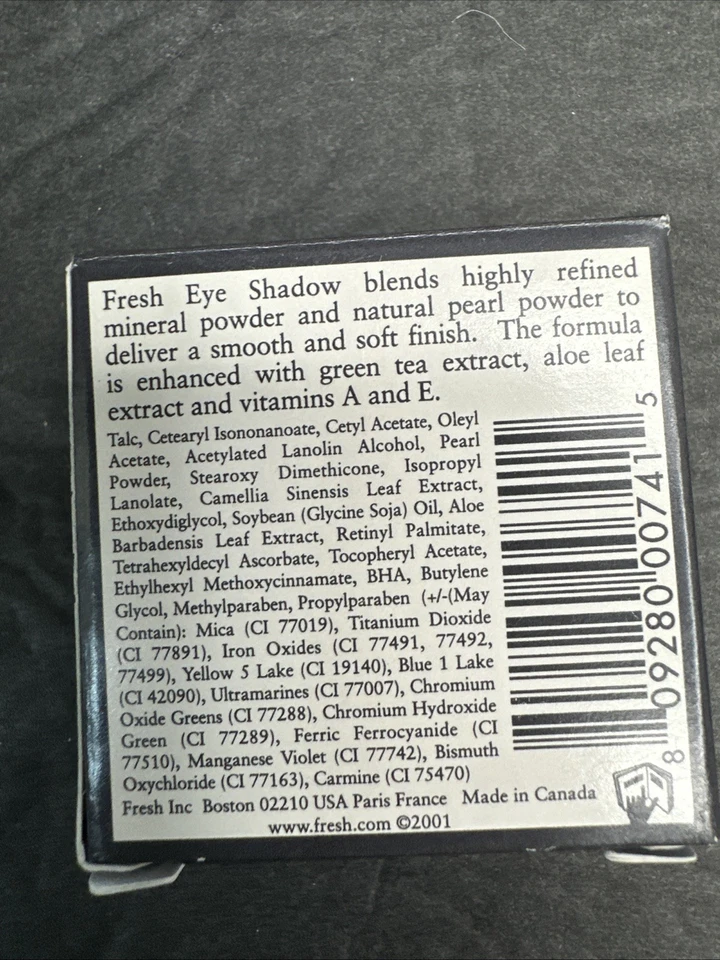 Fresh Eye Shadow blends highly refined
mineral powder and natural pearl powder to
deliver a smooth and soft finish. The formula
is enhanced with green tea extract, aloe leaf
extract and vitamins A and E.
Talc, Cetearyl Isononanoate, Cetyl Acetate, Oleyl
Acetate, Acetylated Lanolin Alcohol, Pearl
Powder, Stearoxy Dimethicone, Isopropyl
Lanolate, Camellia Sinensis Leaf Extract,
Ethoxydiglycol, Soybean (Glycine Soja) Oil, Aloe
Barbadensis Leaf Extract, Retinyl Palmitate,
Tetrahexyldecyl Ascorbate, Tocopheryl Acetate,
Ethylhexyl Methoxycinnamate, BHA, Butylene
Glycol, Methylparaben, Propylparaben (+/-(May
Contain): Mica (CI 77019), Titanium Dioxide
(CI 77891), Iron Oxides (CI 77491, 77492,
77499), Yellow 5 Lake (CI 19140), Blue 1 Lake
(CI 42090), Ultramarines (CI 77007), Chromium
Oxide Greens (CI 77288), Chromium Hydroxide
Green (CI 77289), Ferric Ferrocyanide (CI
77510), Manganese Violet (CI 77742), Bismuth
Oxychloride (CI 77163), Carmine (CI 75470)
Fresh Inc Boston 02210 USA Paris France Made in Canada
www.fresh.com ©2001
8 09280 00741 5